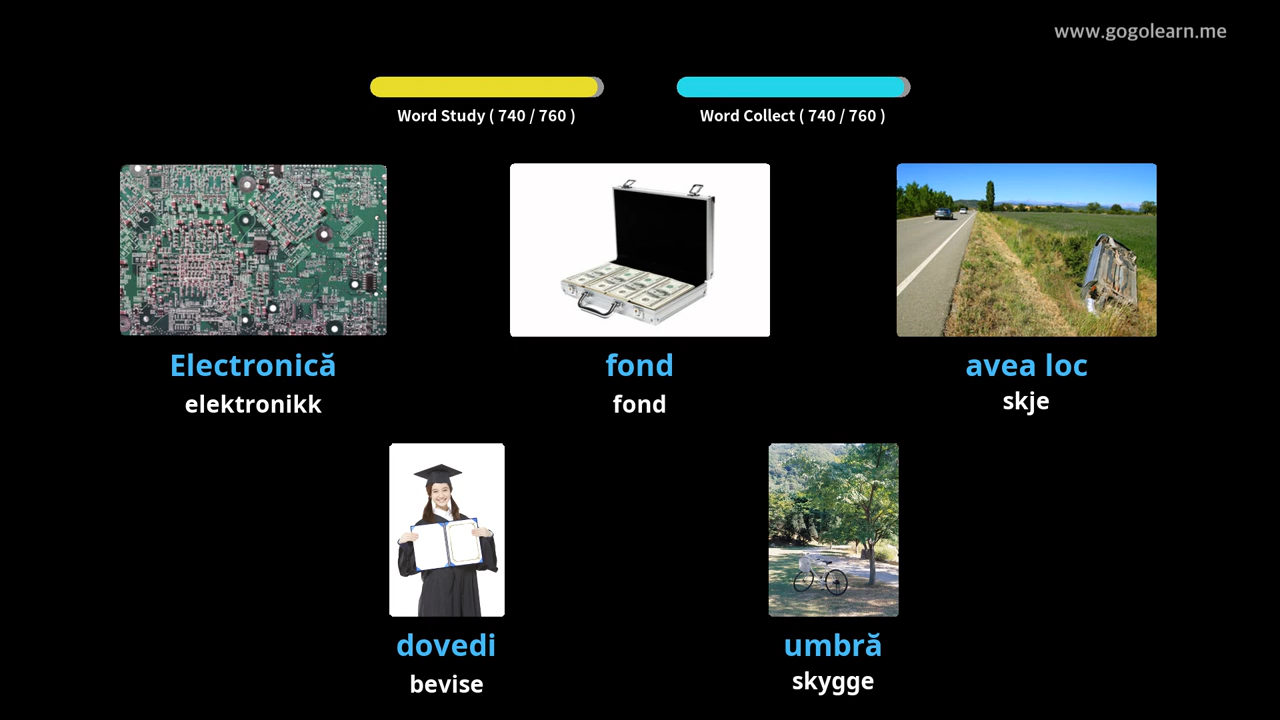 www.gogolearn.me
Word Study ( 740 / 760 )
Word Collect ( 740 / 760 )
Electronică
elektronikk
fond
fond
avea loc
skje
dovedi
bevise
umbră
skygge